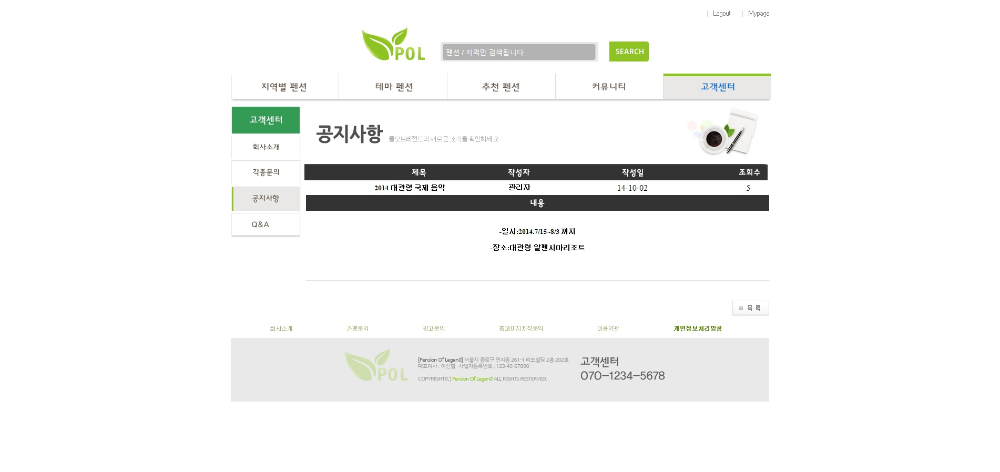 Logout Mypage
POL
펜션 / 지역만 검색됩니다.
SEARCH
지역별 펜션 테마 펜션 추천 펜션 커뮤니티 고객센터
고객센터
회사소개
각종문의
공지사항
Q&A
공지사항 폴오브레전드의 새로운 소식을 확인하세요
제목 작성자 작성일 조회수
2014 대관령 국제 음악 관리자 14-10-02 5
내용
-일시:2014.7/15~8/3 까지
-장소:대관령 알펜시아리조트
목 록
회사소개 가맹문의 광고문의 홈페이지제작문의 이용약관 개인정보처리방침
POL
[Pension Of Legend] 서울시 종로구 연지동 261-1 리도빌딩 2층 202호
대표이사 : 이신협 사업자등록번호 : 123-45-67890
COPYRIGHT(C) Pension Of Legend ALL RIGHTS RESTERVED.
고객센터
070-1234-5678